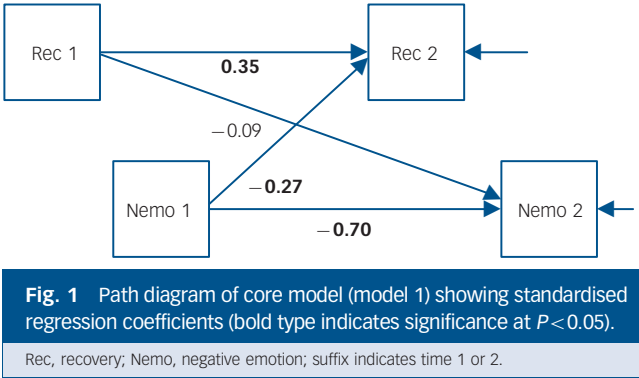 Rec 1
Rec 2
0.35
−0.09
−0.27
Nemo 1
Nemo 2
−0.70
Fig. 1 Path diagram of core model (model 1) showing standardised
regression coefficients (bold type indicates significance at P<0.05).
Rec, recovery; Nemo, negative emotion; suffix indicates time 1 or 2.